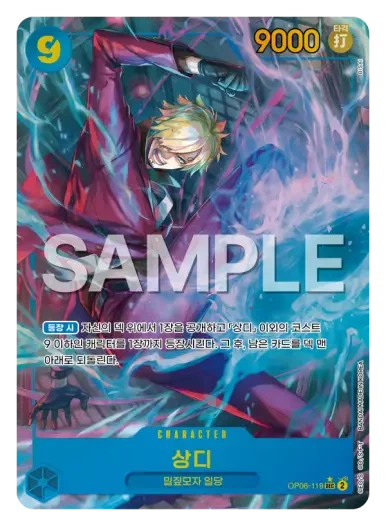 9
9000
타격
打
SAMPLE
등장 시 자신의 덱 위에서 1장을 공개하고, 「상디」 이외의 코스트
9 이하인 캐릭터를 1장까지 등장시킨다. 그 후, 남은 카드를 덱 맨
아래로 되돌린다.
CHARACTER
상디
밀짚모자 일당
OP06-119 SEC 2